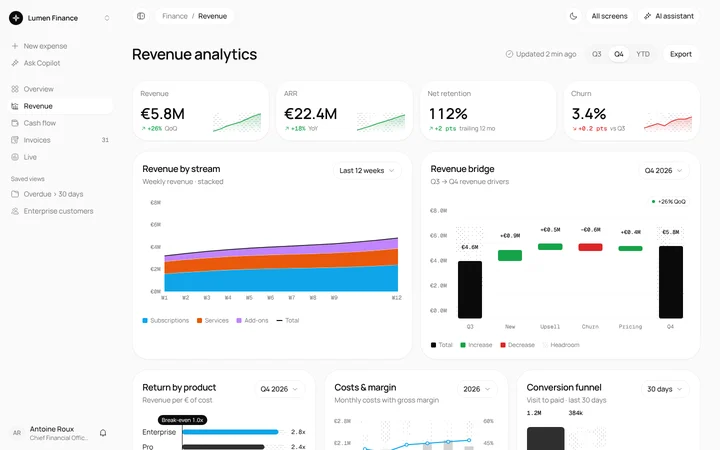 Lumen Finance
New expense
Ask Copilot
Overview
Revenue
Cash flow
Invoices 31
Live
Saved views
Overdue > 30 days
Enterprise customers
AR
Antoine Roux
Chief Financial Offic...
Finance / Revenue
All screens
AI assistant
Revenue analytics
Updated 2 min ago
Q3 Q4 YTD
Export
Revenue
€5.8M
↗ +26% QoQ
ARR
€22.4M
↗ +18% YoY
Net retention
112%
↗ +2 pts trailing 12 mo
Churn
3.4%
↘ +0.2 pts vs Q3
Revenue by stream
Weekly revenue · stacked
Last 12 weeks
€8M
€6M
€4M
€2M
€0M
W1 W2 W3 W4 W5 W6 W7 W8 W9 W12
Subscriptions Services Add-ons Total
Revenue bridge
Q3 → Q4 revenue drivers
Q4 2026
+26% QoQ
€8.0M
€6.0M
€4.0M
€2.0M
€0.0M
€4.6M +€0.9M +€0.5M −€0.6M +€0.4M €5.8M
Q3 New Upsell Churn Pricing Q4
Total Increase Decrease Headroom
Return by product
Revenue per € of cost
Q4 2026
Break-even 1.0x
Enterprise 2.8x
Pro 2.4x
Costs & margin
Monthly costs with gross margin
2026
€2.8M 60%
€2.1M 45%
Conversion funnel
Visit to paid · last 30 days
30 days
1.2M 384k